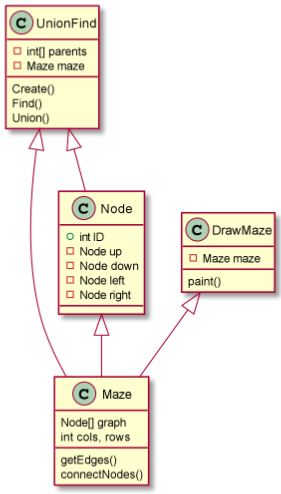 C UnionFind
int[] parents
Maze maze
Create()
Find()
Union()
C Node
int ID
Node up
Node down
Node left
Node right
C DrawMaze
Maze maze
paint()
C Maze
Node[] graph
int cols, rows
getEdges()
connectNodes()